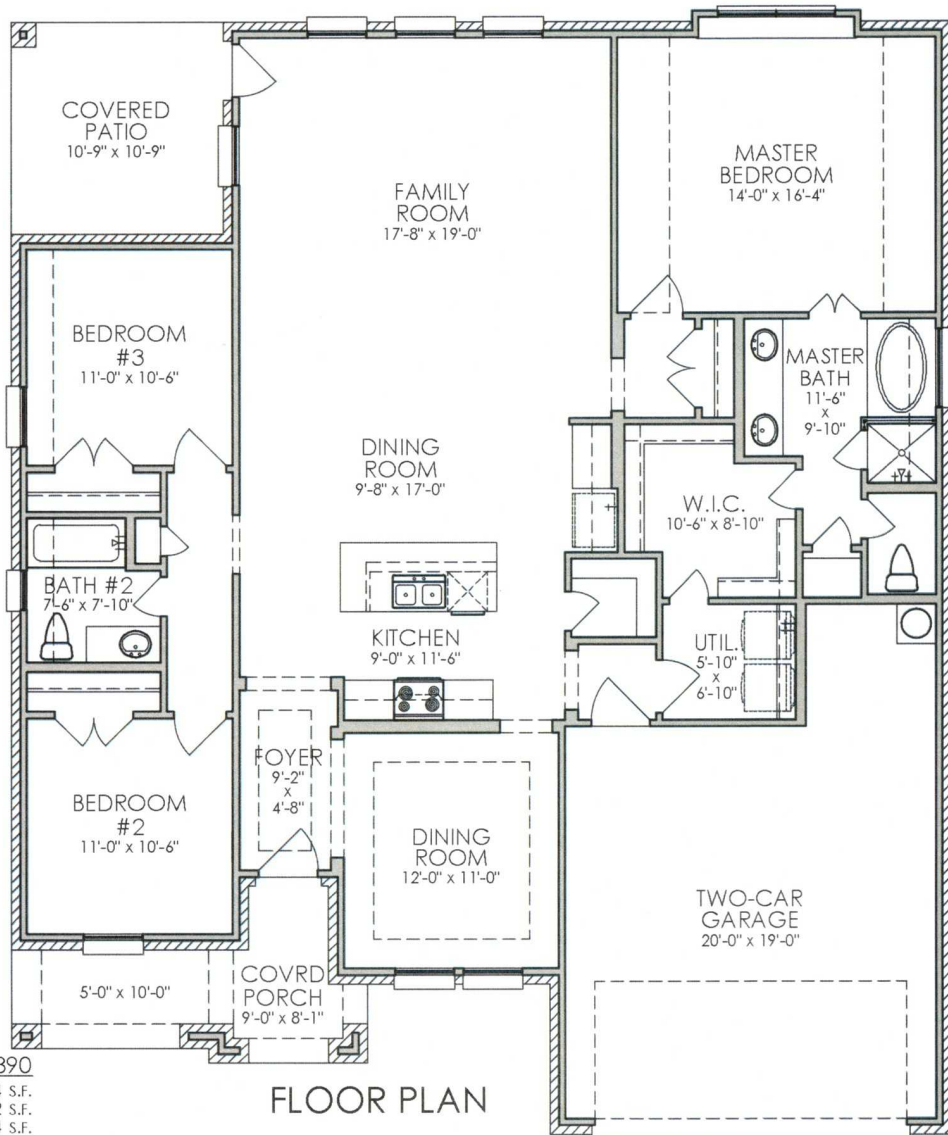 COVERED
PATIO
10'-9" x 10'-9"
FAMILY
ROOM
17'-8" x 19'-0"
MASTER
BEDROOM
14'-0" x 16'-4"
BEDROOM
#3
11'-0" x 10'-6"
MASTER
BATH
11'-6"
x
9'-10"
DINING
ROOM
9'-8" x 17'-0"
W.I.C.
10'-6" x 8'-10"
BATH #2
7'-6" x 7'-10"
KITCHEN
9'-0" x 11'-6"
UTIL.
5'-10"
x
6'-10"
FOYER
9'-2"
x
4'-8"
BEDROOM
#2
11'-0" x 10'-6"
DINING
ROOM
12'-0" x 11'-0"
TWO-CAR
GARAGE
20'-0" x 19'-0"
5'-0" x 10'-0"
COVRD
PORCH
9'-0" x 8'-1"
890
S.F.
S.F.
S.F.
FLOOR PLAN